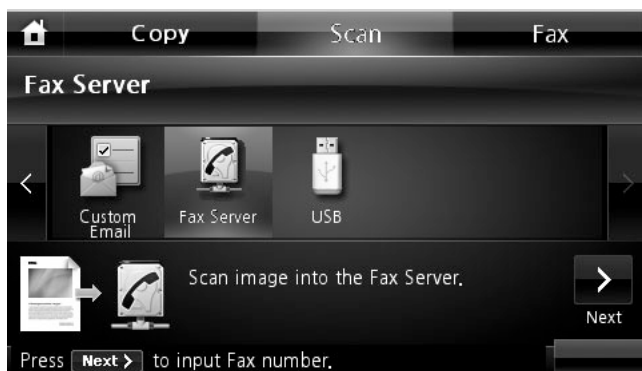 Copy Scan Fax
Fax Server
Custom Email Fax Server USB
Scan image into the Fax Server.
Next
Press Next > to input Fax number.